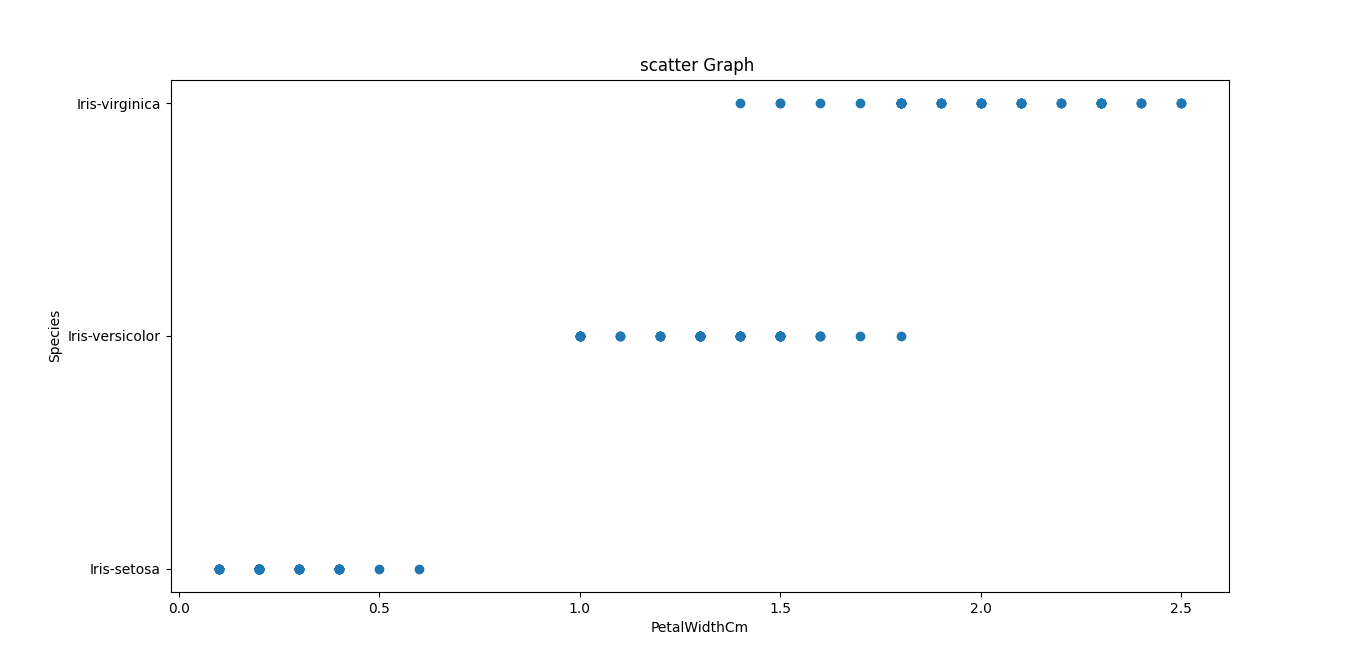 scatter Graph
Iris-virginica
Iris-versicolor
Iris-setosa
Species
0.0
0.5
1.0
1.5
2.0
2.5
PetalWidthCm